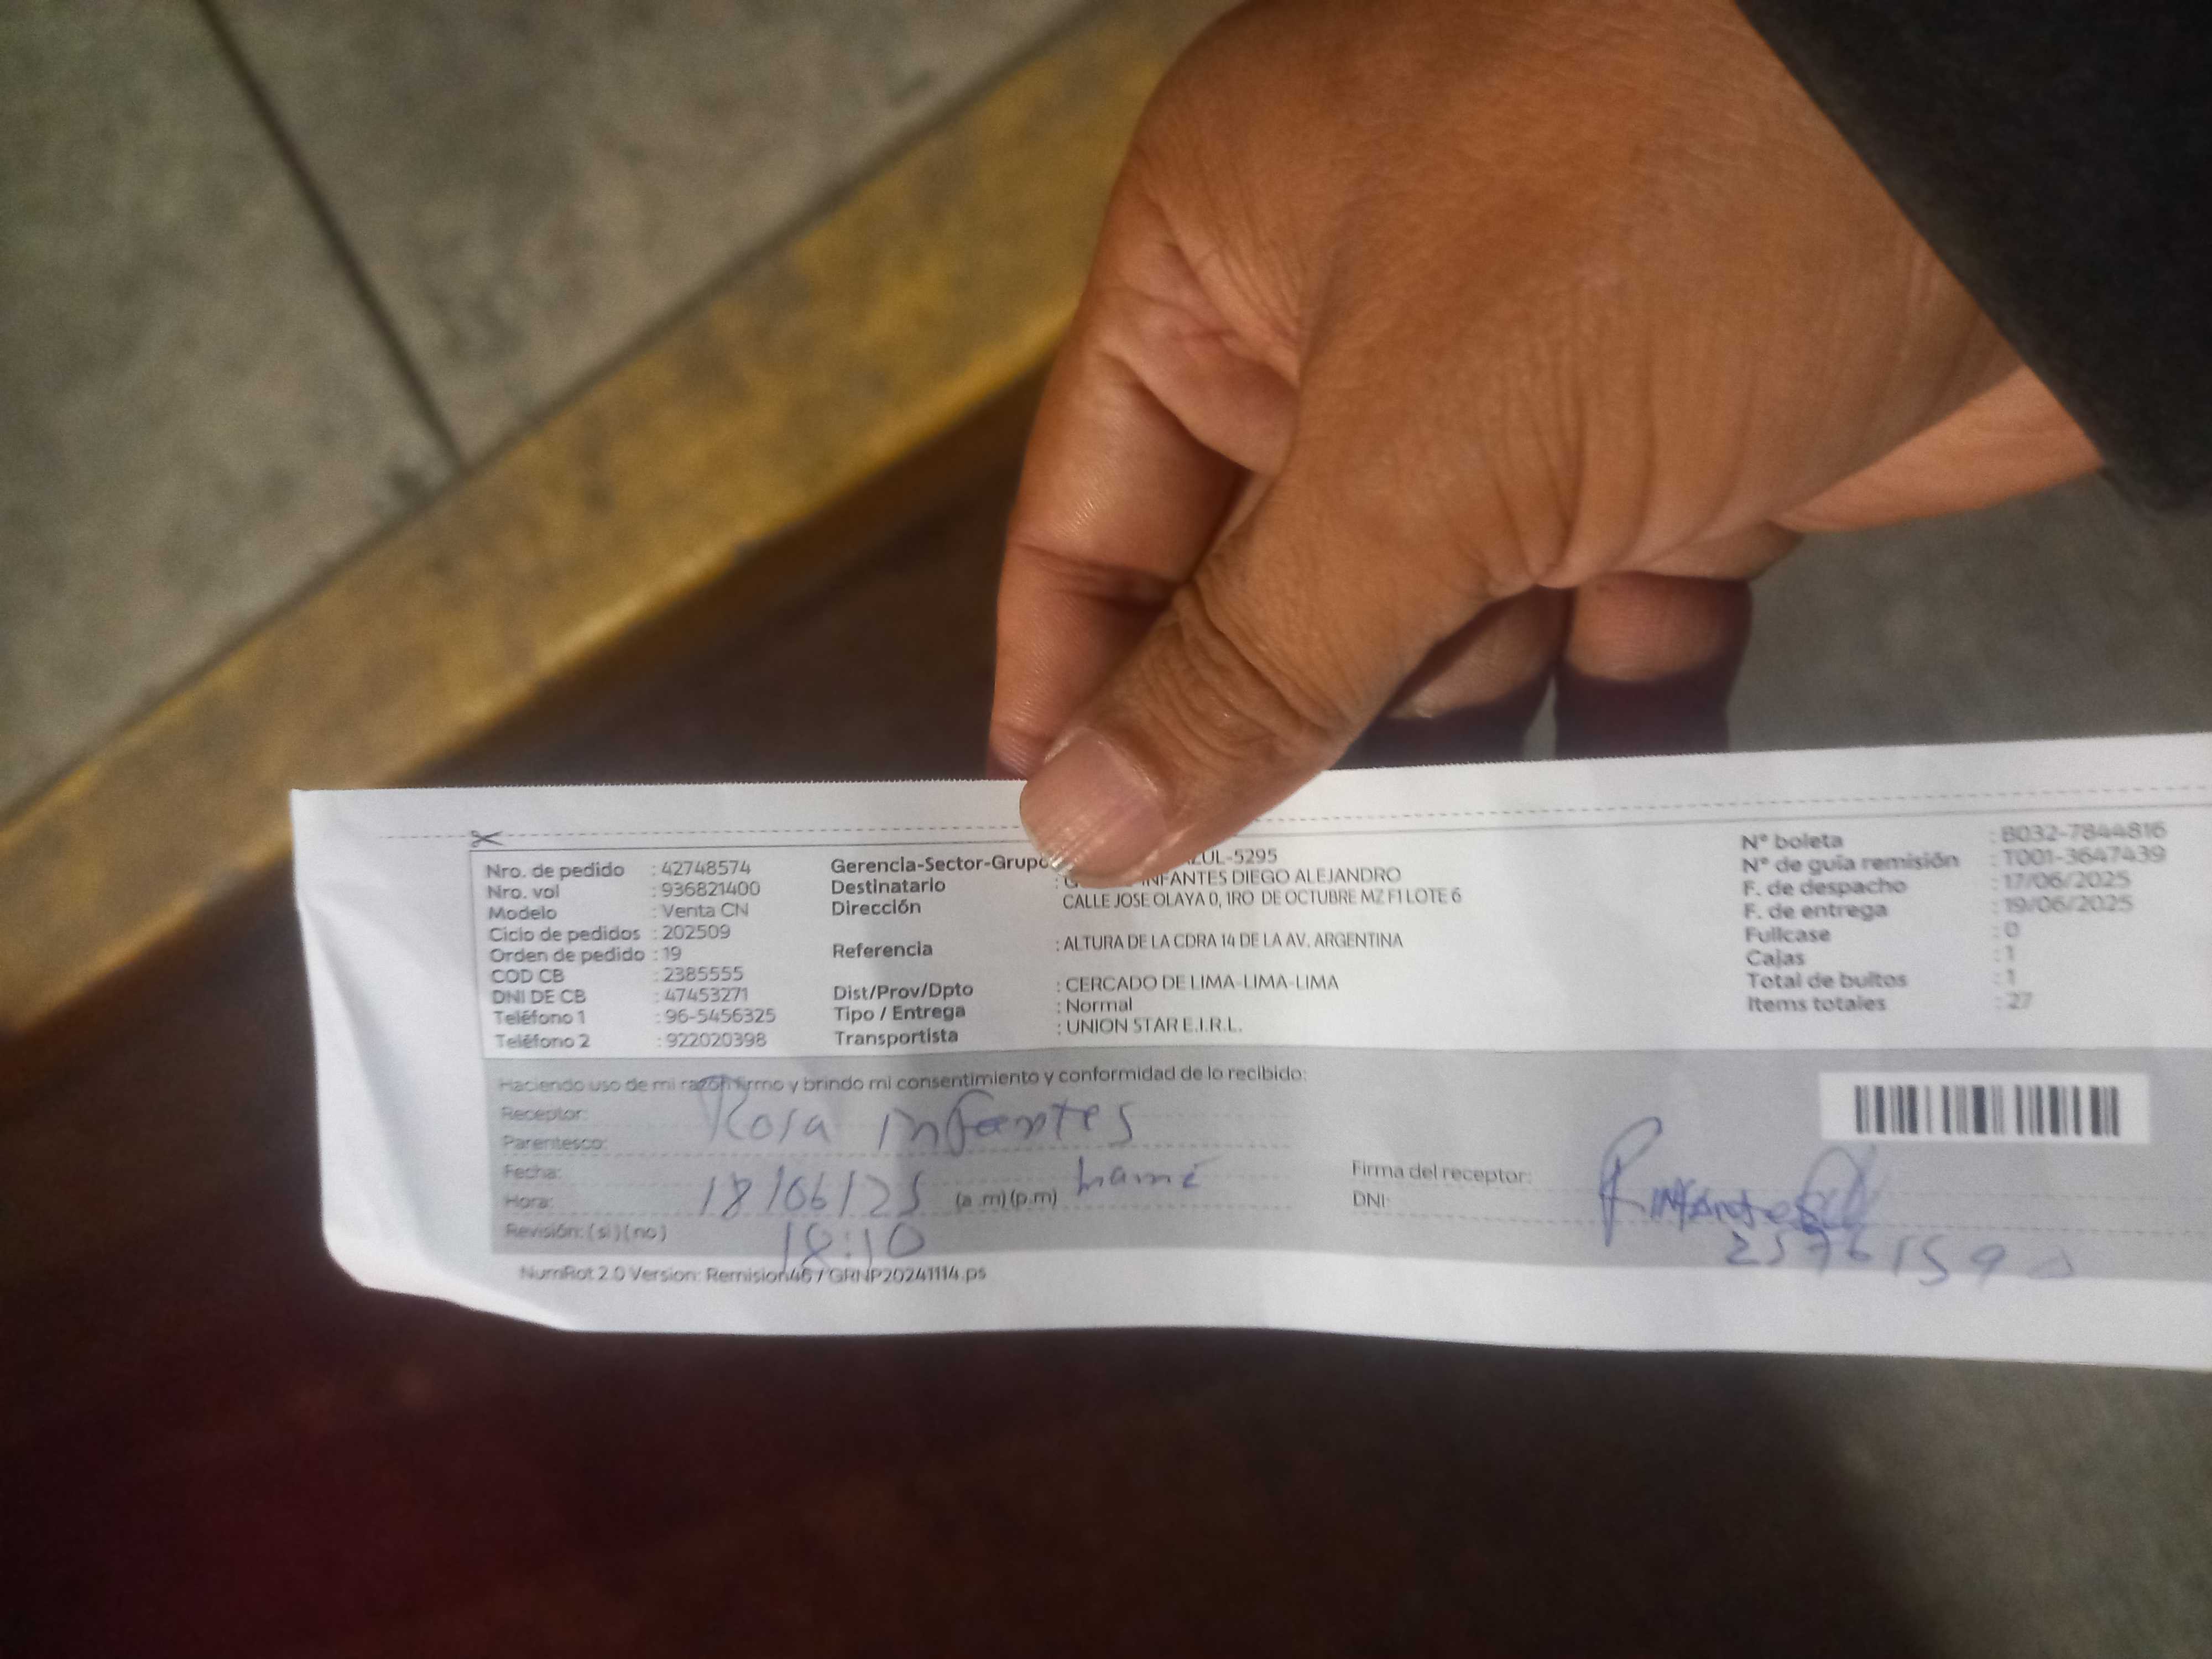 Nro. de pedido : 42748574
Nro. vol : 936821400
Modelo : Venta CN
Ciclo de pedidos : 202509
Orden de pedido : 19
COD CB : 2385555
DNI DE CB : 47453271
Teléfono 1 : 96-5456325
Teléfono 2 : 922020398
Gerencia-Sector-Grupo ZUL-5295
Destinatario : INFANTES DIEGO ALEJANDRO
Dirección CALLE JOSE OLAYA 0, 1RO DE OCTUBRE MZ F1 LOTE 6
Referencia : ALTURA DE LA CDRA 14 DE LA AV. ARGENTINA
Dist/Prov/Dpto : CERCADO DE LIMA-LIMA-LIMA
Tipo / Entrega : Normal
Transportista : UNION STAR E.I.R.L.
N° boleta : B032-7844816
N° de guía remisión : T001-3647439
F. de despacho : 17/06/2025
F. de entrega : 19/06/2025
Fullcase : 0
Cajas : 1
Total de bultos : 1
Items totales : 27
Haciendo uso de mi razón firmo y brindo mi consentimiento y conformidad de lo recibido:
Receptor: Rosa Infantes
Parentesco:
Fecha: 18/06/25
Hora: (a.m) (p.m)
Revisión: ( si ) ( no ) 18:10
Firma del receptor:
DNI:
NumRot 2.0 Version: Remision46 / GRNP20241114.ps